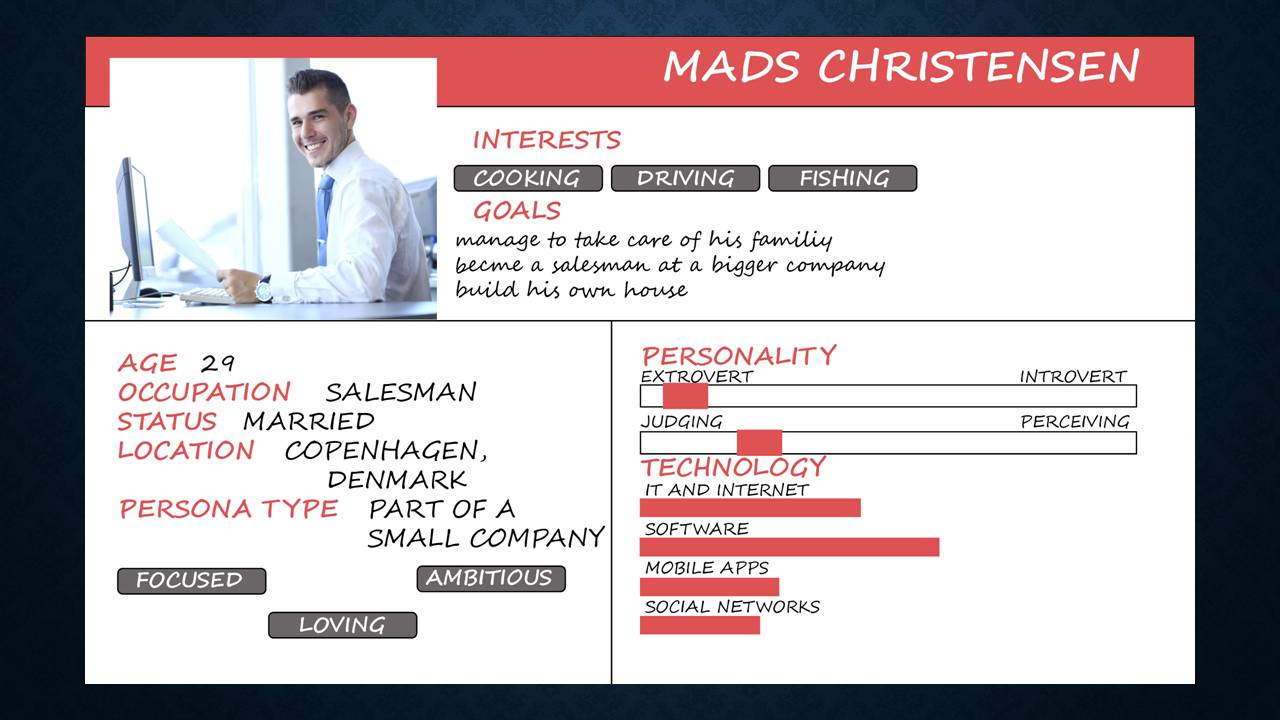 MADS CHRISTENSEN
INTERESTS
COOKING DRIVING FISHING
GOALS
manage to take care of his familiy
becme a salesman at a bigger company
build his own house
AGE 29
OCCUPATION SALESMAN
STATUS MARRIED
LOCATION COPENHAGEN,
DENMARK
PERSONA TYPE PART OF A
SMALL COMPANY
FOCUSED AMBITIOUS
LOVING
PERSONALITY
EXTROVERT INTROVERT
JUDGING PERCEIVING
TECHNOLOGY
IT AND INTERNET
SOFTWARE
MOBILE APPS
SOCIAL NETWORKS